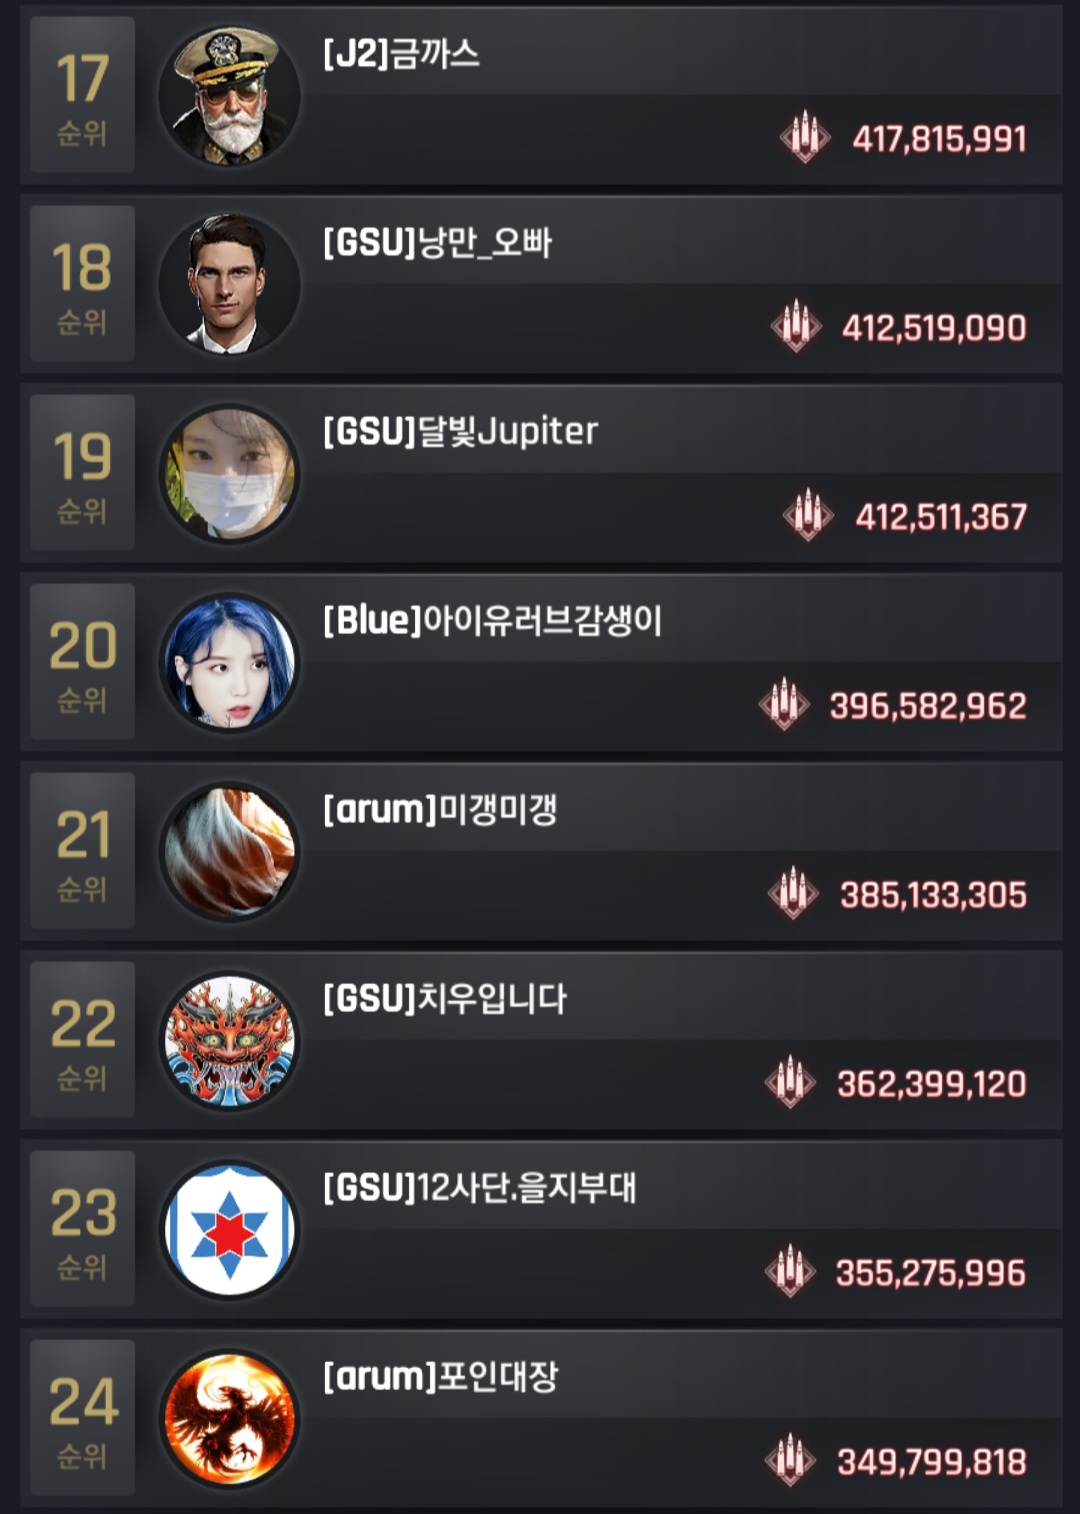 17
순위
[J2]금까스
417,815,991
18
순위
[GSU]낭만_오빠
412,519,090
19
순위
[GSU]달빛Jupiter
412,511,367
20
순위
[Blue]아이유러브감생이
396,582,962
21
순위
[arum]미갱미갱
385,133,305
22
순위
[GSU]치우입니다
362,399,120
23
순위
[GSU]12사단.을지부대
355,275,996
24
순위
[arum]포인대장
349,799,818